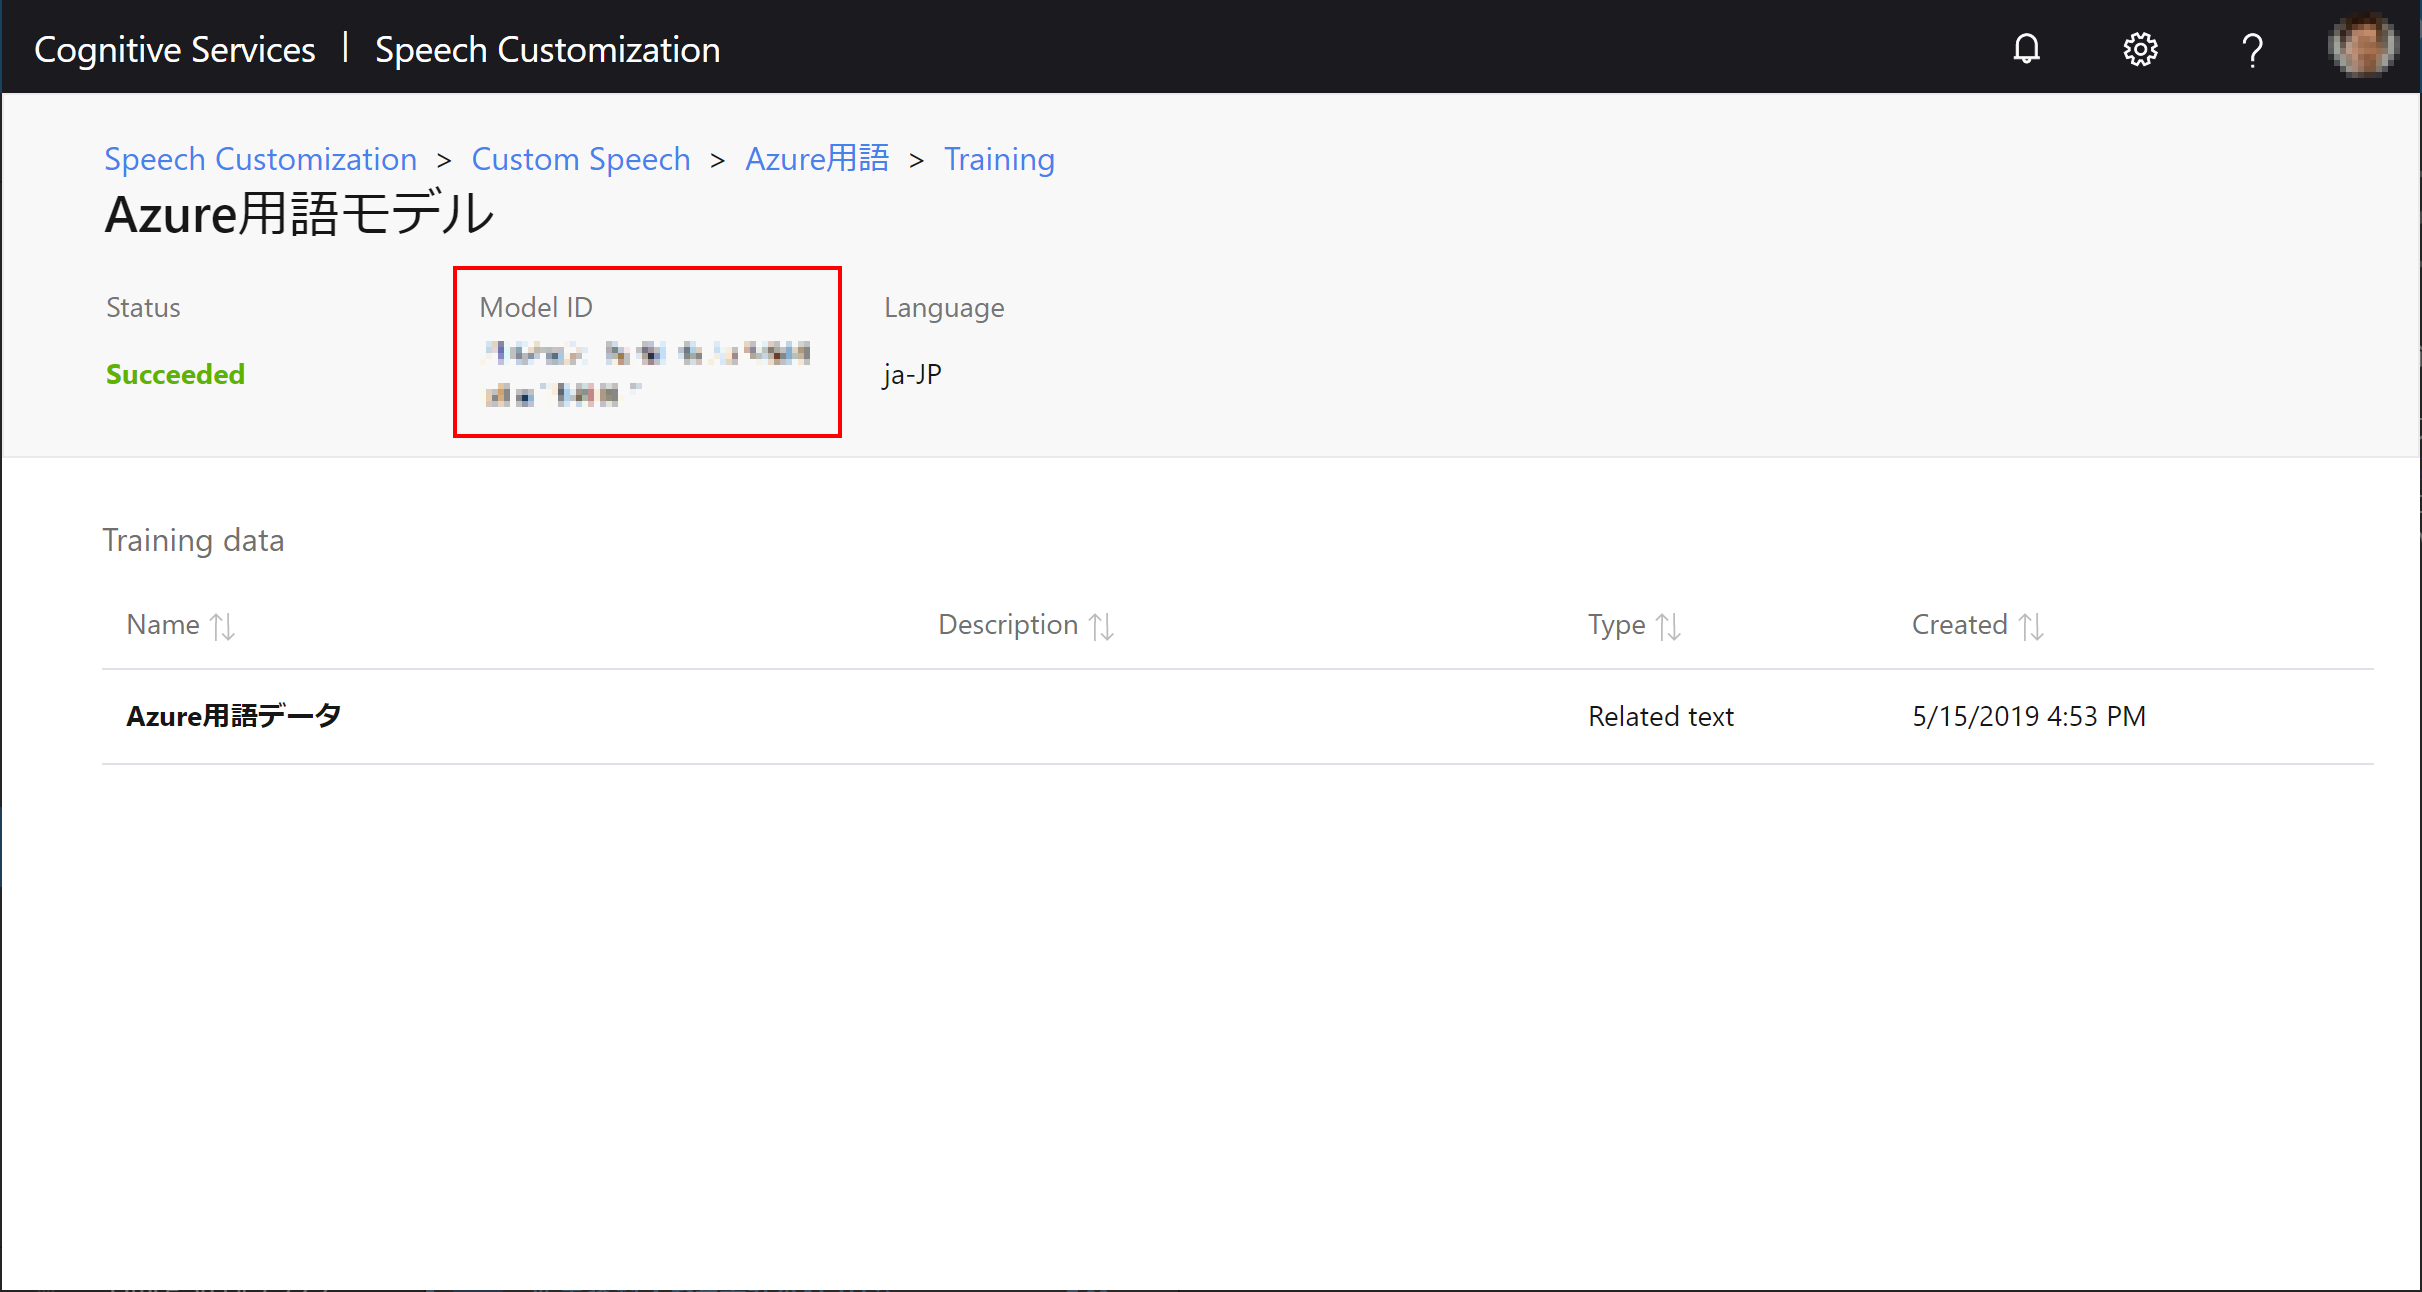 Cognitive Services | Speech Customization
Speech Customization > Custom Speech > Azure用語 > Training
Azure用語モデル
Status
Model ID
Language
Succeeded
ja-JP
Training data
Name
Description
Type
Created
Azure用語データ
Related text
5/15/2019 4:53 PM